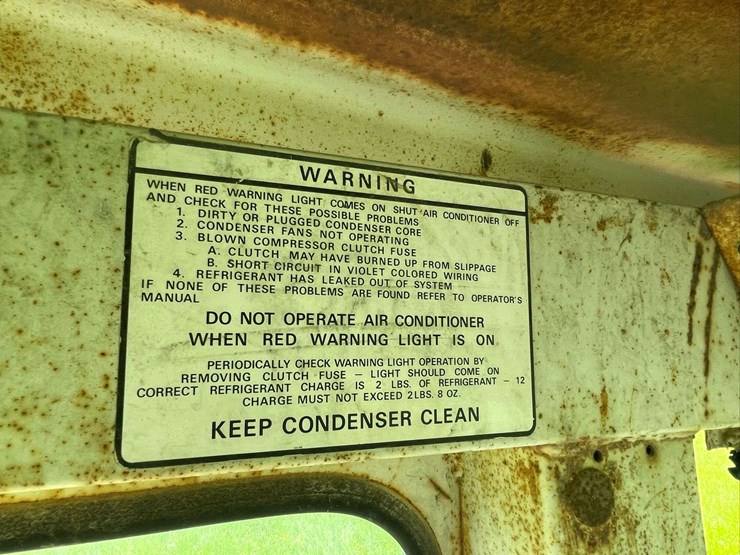 WARNING
WHEN RED WARNING LIGHT COMES ON SHUT AIR CONDITIONER OFF
AND CHECK FOR THESE POSSIBLE PROBLEMS
1. DIRTY OR PLUGGED CONDENSER CORE
2. CONDENSER FANS NOT OPERATING
3. BLOWN COMPRESSOR CLUTCH FUSE
A. CLUTCH MAY HAVE BURNED UP FROM SLIPPAGE
B. SHORT CIRCUIT IN VIOLET COLORED WIRING
4. REFRIGERANT HAS LEAKED OUT OF SYSTEM
IF NONE OF THESE PROBLEMS ARE FOUND REFER TO OPERATOR'S
MANUAL
DO NOT OPERATE AIR CONDITIONER
WHEN RED WARNING LIGHT IS ON
PERIODICALLY CHECK WARNING LIGHT OPERATION BY
REMOVING CLUTCH FUSE – LIGHT SHOULD COME ON
CORRECT REFRIGERANT CHARGE IS 2 LBS. OF REFRIGERANT – 12
CHARGE MUST NOT EXCEED 2LBS. 8 OZ.
KEEP CONDENSER CLEAN